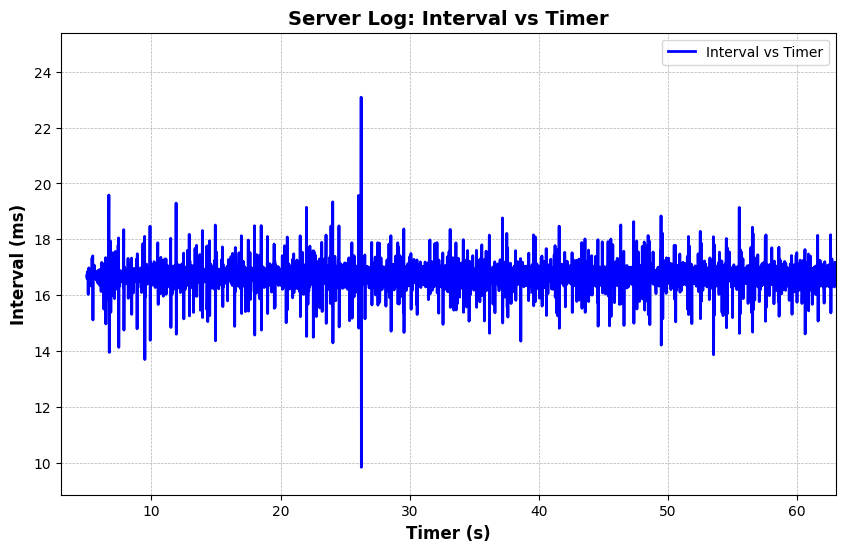 Server Log: Interval vs Timer
Interval vs Timer
Interval (ms)
24
22
20
18
16
14
12
10
10 20 30 40 50 60
Timer (s)